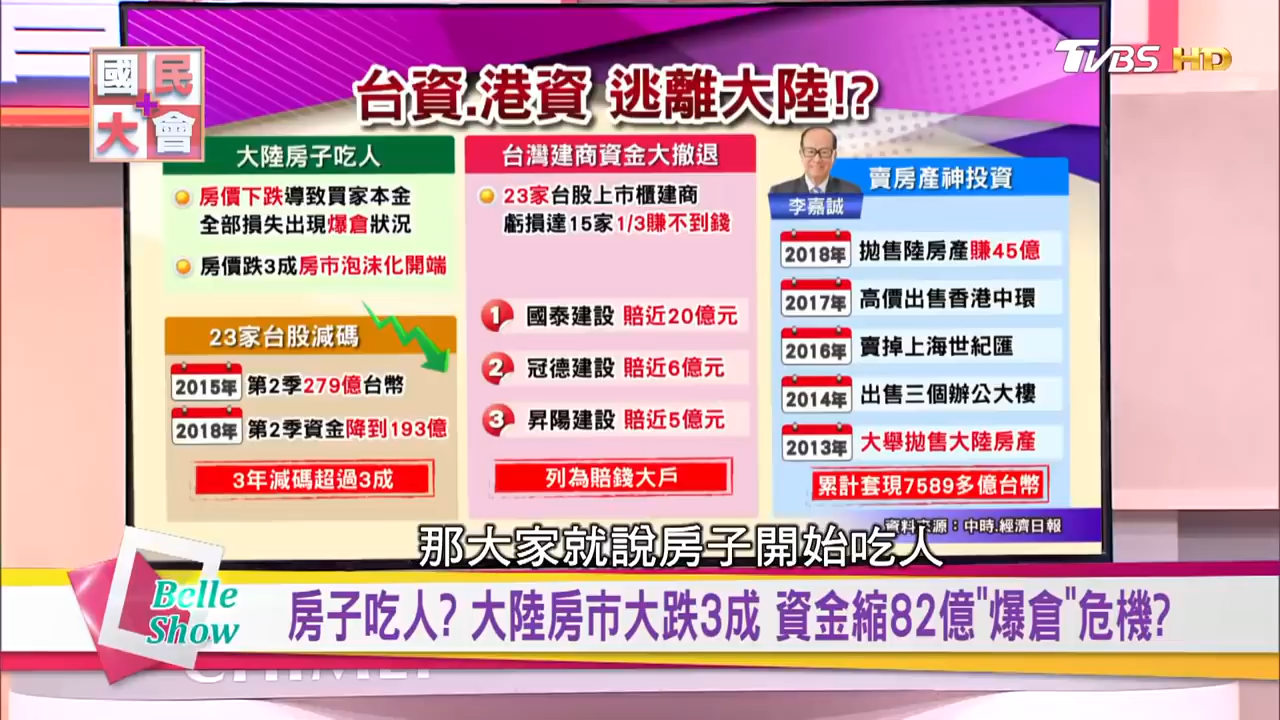 國民
+
大會
TVBS HD
台資.港資 逃離大陸!?
大陸房子吃人
房價下跌導致買家本金
全部損失出現爆倉狀況
房價跌3成房市泡沫化開端
23家台股減碼
2015年 第2季279億台幣
2018年 第2季資金降到193億
3年減碼超過3成
台灣建商資金大撤退
23家台股上市櫃建商
虧損達15家1/3賺不到錢
1 國泰建設 賠近20億元
2 冠德建設 賠近6億元
3 昇陽建設 賠近5億元
列為賠錢大戶
賣房產神投資
李嘉誠
2018年 拋售陸房產賺45億
2017年 高價出售香港中環
2016年 賣掉上海世紀匯
2014年 出售三個辦公大樓
2013年 大舉拋售大陸房產
累計套現7589多億台幣
資料來源：中時.經濟日報
那大家就說房子開始吃人
Belle
Show
房子吃人? 大陸房市大跌3成 資金縮82億"爆倉"危機?